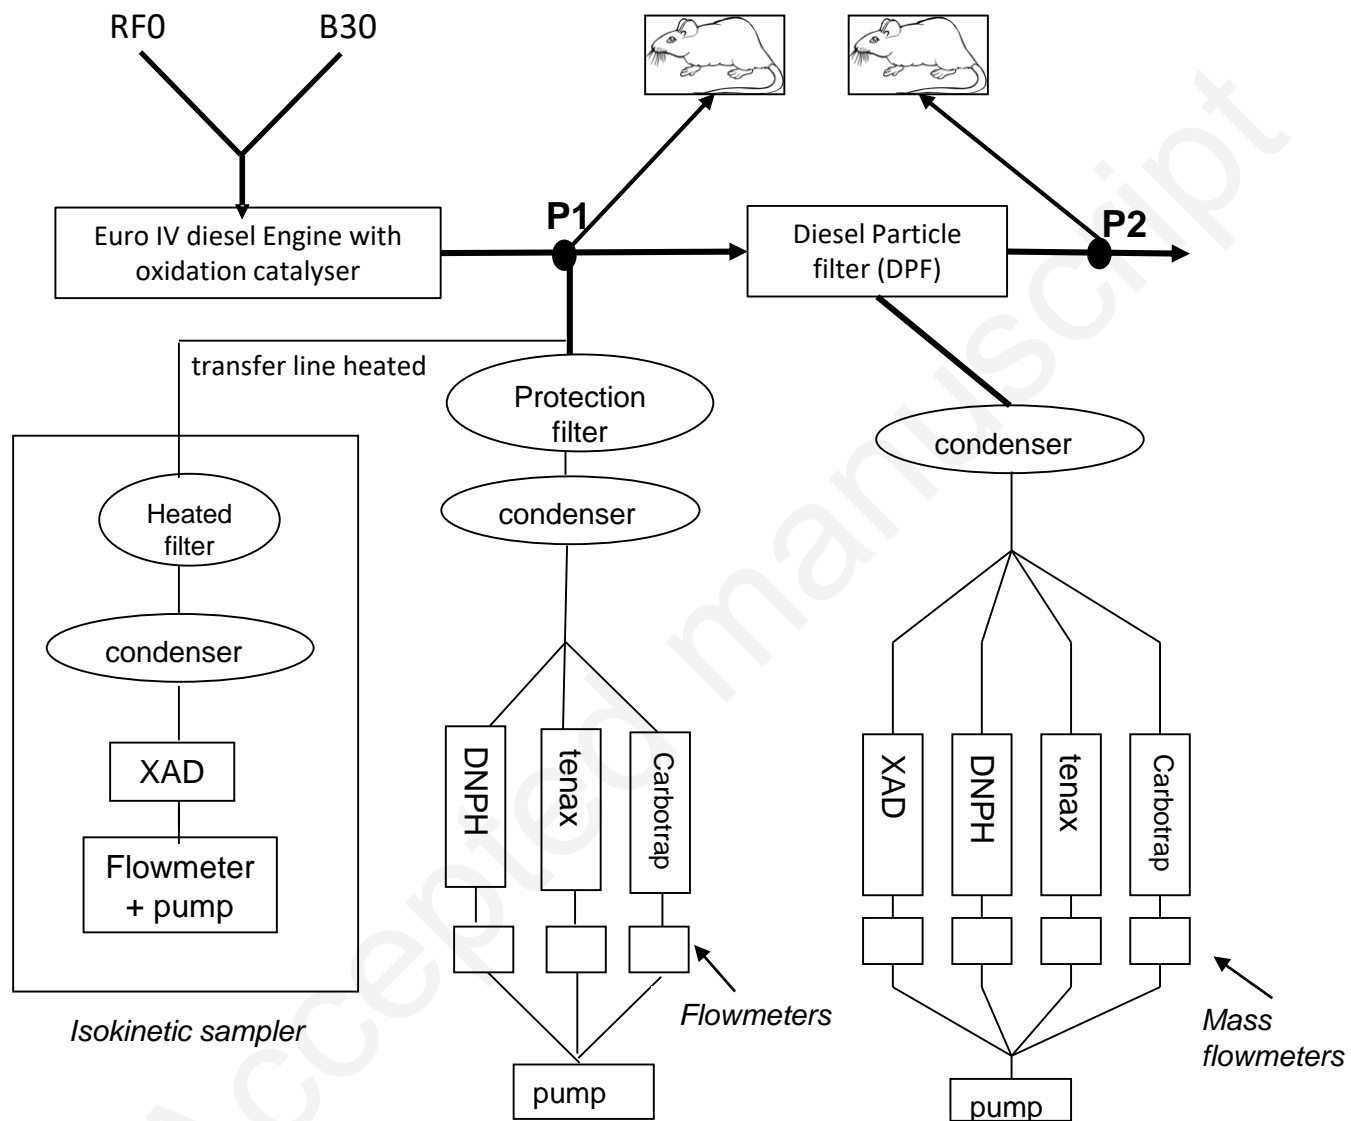 RF0
B30
Euro IV diesel Engine with
oxidation catalyser
P1
Diesel Particle
filter (DPF)
P2
transfer line heated
Protection
filter
condenser
Heated
filter
condenser
XAD
Flowmeter
+ pump
Isokinetic sampler
DNPH
tenax
Carbotrap
Flowmeters
pump
condenser
XAD
DNPH
tenax
Carbotrap
Mass
flowmeters
pump
Accepted manuscript